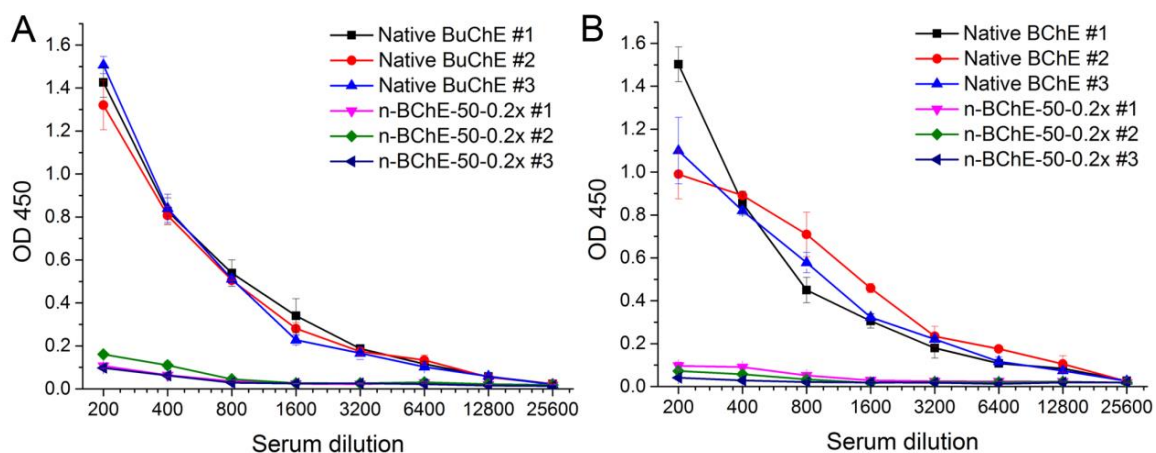 A
Native BuChE #1
Native BuChE #2
Native BuChE #3
n-BChE-50-0.2x #1
n-BChE-50-0.2x #2
n-BChE-50-0.2x #3
1.6
1.4
1.2
1.0
0.8
0.6
0.4
0.2
0.0
OD 450
200 400 800 1600 3200 6400 12800 25600
Serum dilution
B
Native BChE #1
Native BChE #2
Native BChE #3
n-BChE-50-0.2x #1
n-BChE-50-0.2x #2
n-BChE-50-0.2x #3
1.6
1.4
1.2
1.0
0.8
0.6
0.4
0.2
0.0
OD 450
200 400 800 1600 3200 6400 12800 25600
Serum dilution